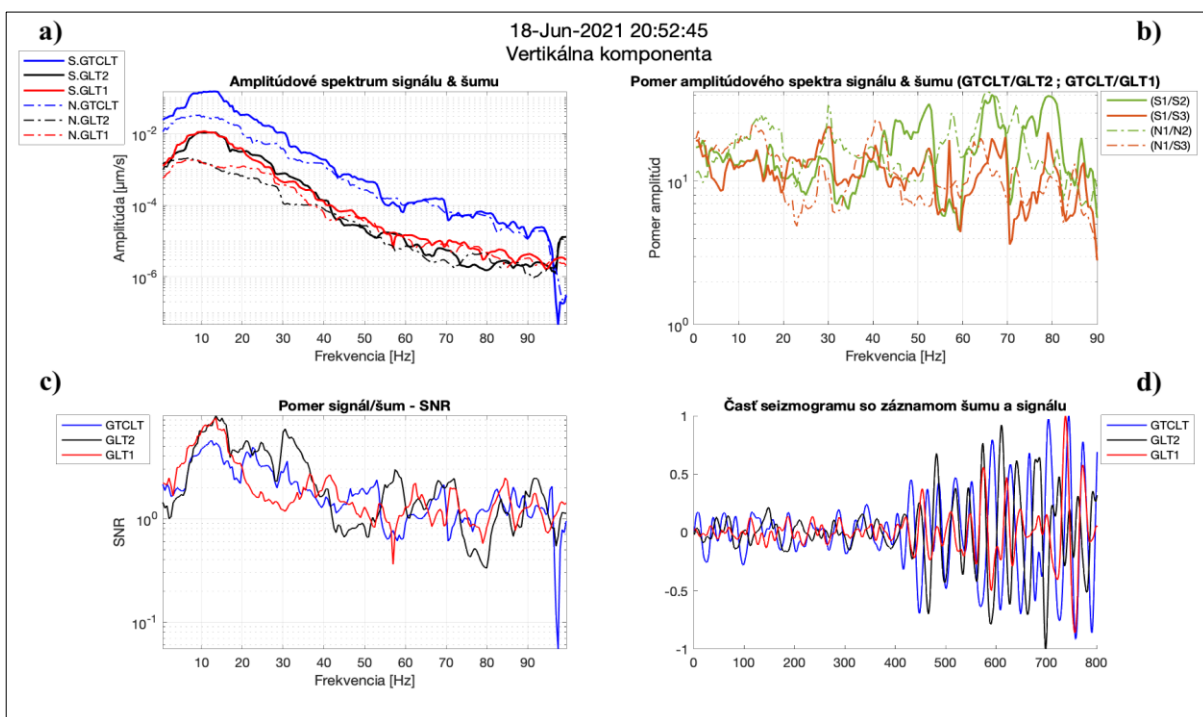 18-Jun-2021 20:52:45
Vertikálna komponenta
a)
S.GTCLT
S.GLT2
S.GLT1
N.GTCLT
N.GLT2
N.GLT1
Amplitúdové spektrum signálu & šumu
Amplitúda [μm/s]
10⁻²
10⁻⁴
10⁻⁶
10 20 30 40 50 60 70 80 90
Frekvencia [Hz]
b)
Pomer amplitúdového spektra signálu & šumu (GTCLT/GLT2 ; GTCLT/GLT1)
(S1/S2)
(S1/S3)
(N1/N2)
(N1/S3)
Pomer amplitúd
10¹
10⁰
0 10 20 30 40 50 60 70 80 90
Frekvencia [Hz]
c)
Pomer signál/šum - SNR
GTCLT
GLT2
GLT1
SNR
10⁰
10⁻¹
10 20 30 40 50 60 70 80 90
Frekvencia [Hz]
d)
Časť seizmogramu so záznamom šumu a signálu
GTCLT
GLT2
GLT1
1
0.5
0
-0.5
-1
0 100 200 300 400 500 600 700 800